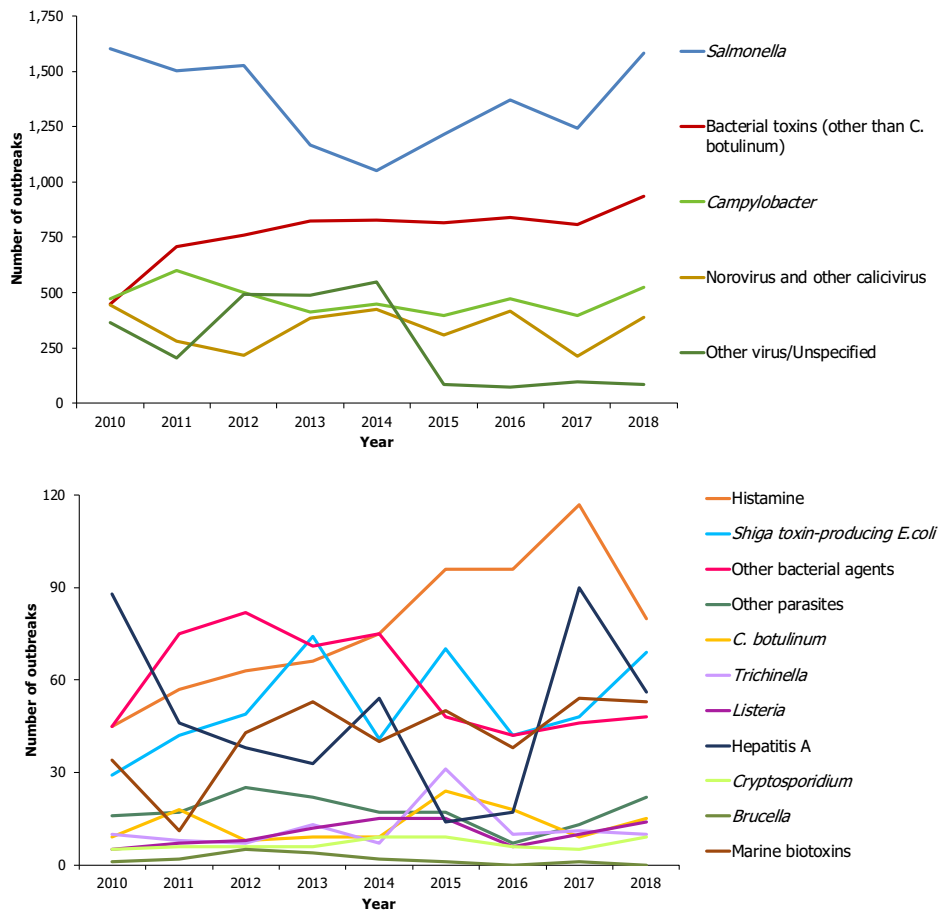 1,750
1,500
1,250
1,000
750
500
250
0
Number of outbreaks
2010 2011 2012 2013 2014 2015 2016 2017 2018
Year
Salmonella
Bacterial toxins (other than C.
botulinum)
Campylobacter
Norovirus and other calicivirus
Other virus/Unspecified
120
90
60
30
0
Number of outbreaks
2010 2011 2012 2013 2014 2015 2016 2017 2018
Year
Histamine
Shiga toxin-producing E.coli
Other bacterial agents
Other parasites
C. botulinum
Trichinella
Listeria
Hepatitis A
Cryptosporidium
Brucella
Marine biotoxins